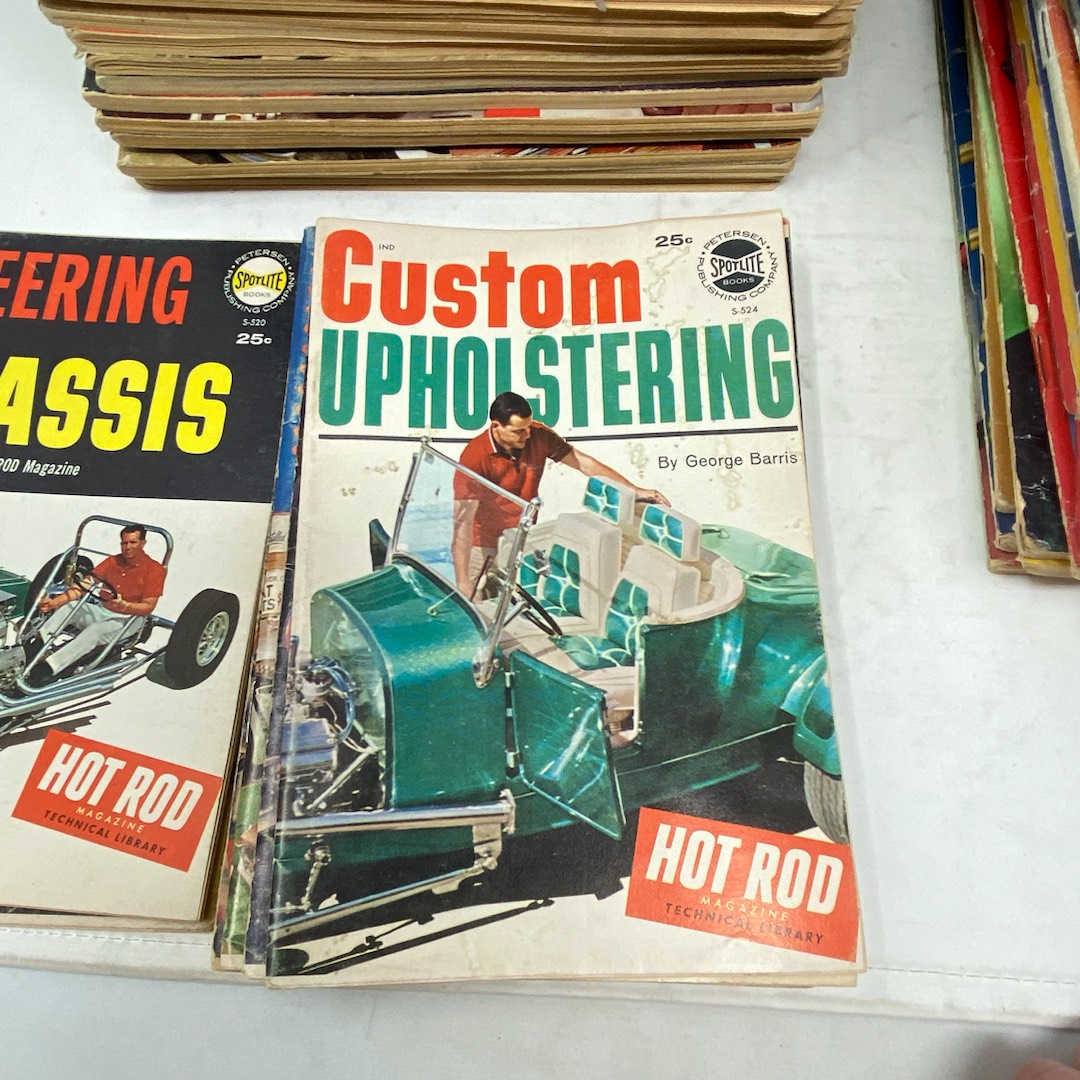 EERING
PETERSEN
SPOTLITE
BOOKS
PUBLISHING COMPANY
S-520
25c
ASSIS
ROD Magazine
HOT ROD
MAGAZINE
TECHNICAL LIBRARY
IND
25c
PETERSEN
SPOTLITE
BOOKS
PUBLISHING COMPANY
S-524
Custom
UPHOLSTERING
By George Barris
HOT ROD
MAGAZINE
TECHNICAL LIBRARY